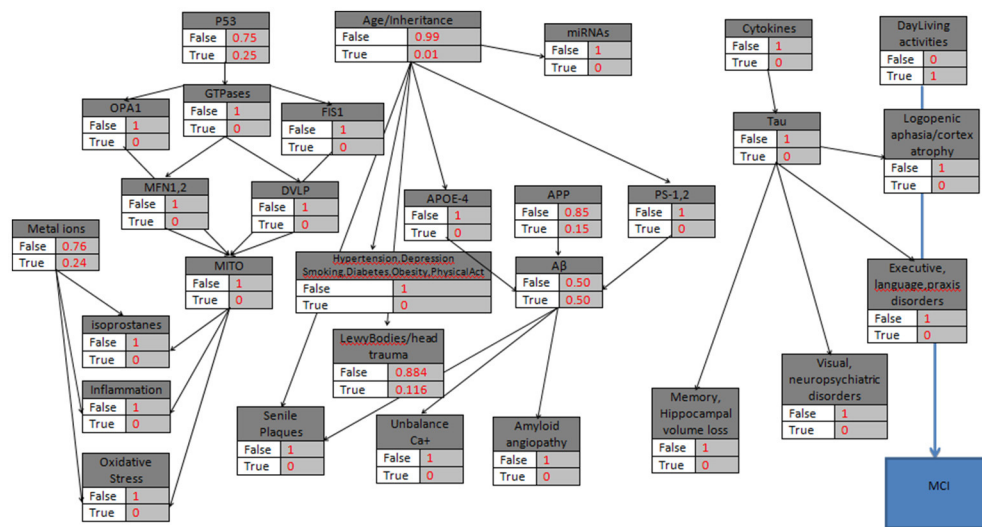 P53
False 0.75
True 0.25
Age/Inheritance
False 0.99
True 0.01
miRNAs
False 1
True 0
Cytokines
False 1
True 0
DayLiving
activities
False 0
True 1
OPA1
False 1
True 0
GTPases
False 1
True 0
FIS1
False 1
True 0
Tau
False 1
True 0
Logopenic
aphasia/cortex
atrophy
False 1
True 0
MFN1,2
False 1
True 0
DVLP
False 1
True 0
APOE-4
False 1
True 0
APP
False 0.85
True 0.15
PS-1,2
False 1
True 0
Metal ions
False 0.76
True 0.24
MITO
False 1
True 0
Hypertension,Depression
Smoking,Diabetes,Obesity,PhysicalAct
False 1
True 0
Aβ
False 0.50
True 0.50
Executive,
language,praxis
disorders
False 1
True 0
isoprostanes
False 1
True 0
LewyBodies/head
trauma
False 0.884
True 0.116
Inflammation
False 1
True 0
Senile
Plaques
False 1
True 0
Unbalance
Ca+
False 1
True 0
Amyloid
angiopathy
False 1
True 0
Memory,
Hippocampal
volume loss
False 1
True 0
Visual,
neuropsychiatric
disorders
False 1
True 0
Oxidative
Stress
False 1
True 0
MCI